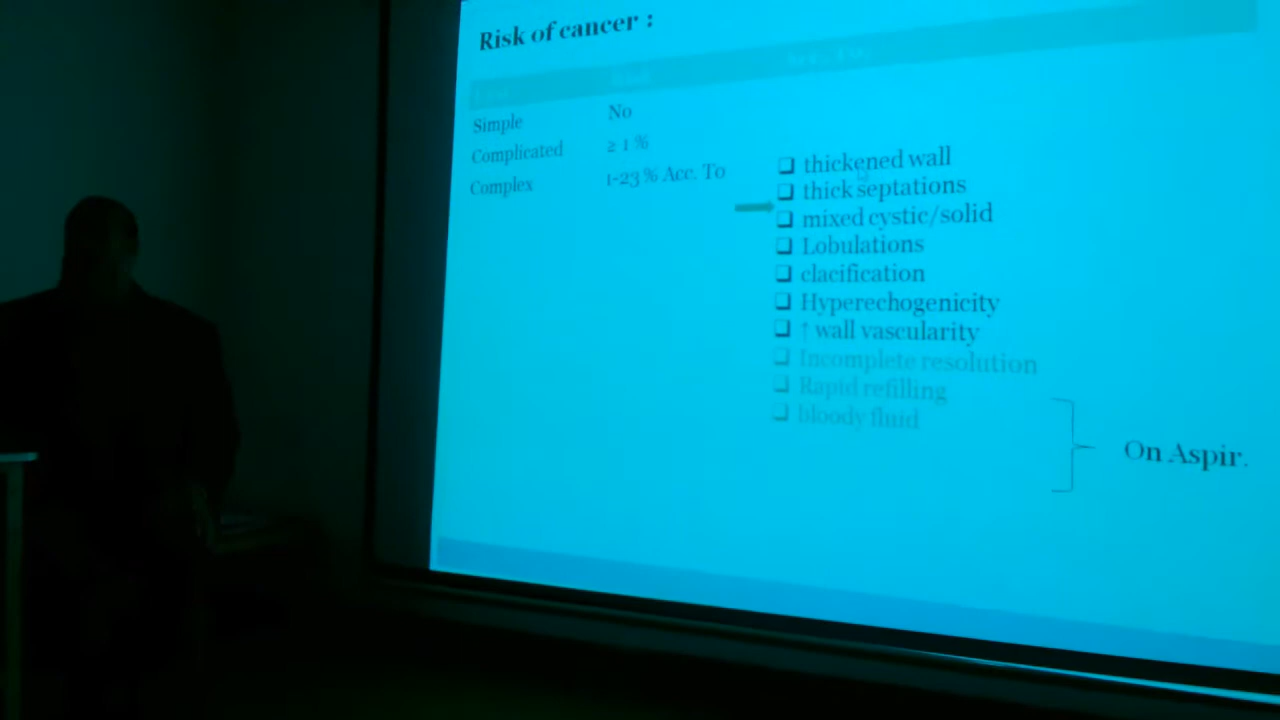 Risk of cancer :
Simple No
Complicated ≥ 1 %
Complex 1-23 % Acc. To
❑ thickened wall
❑ thick septations
❑ mixed cystic/solid
❑ Lobulations
❑ clacification
❑ Hyperechogenicity
❑ ↑ wall vascularity
❑ Incomplete resolution
❑ Rapid refilling
❑ bloody fluid
On Aspir.